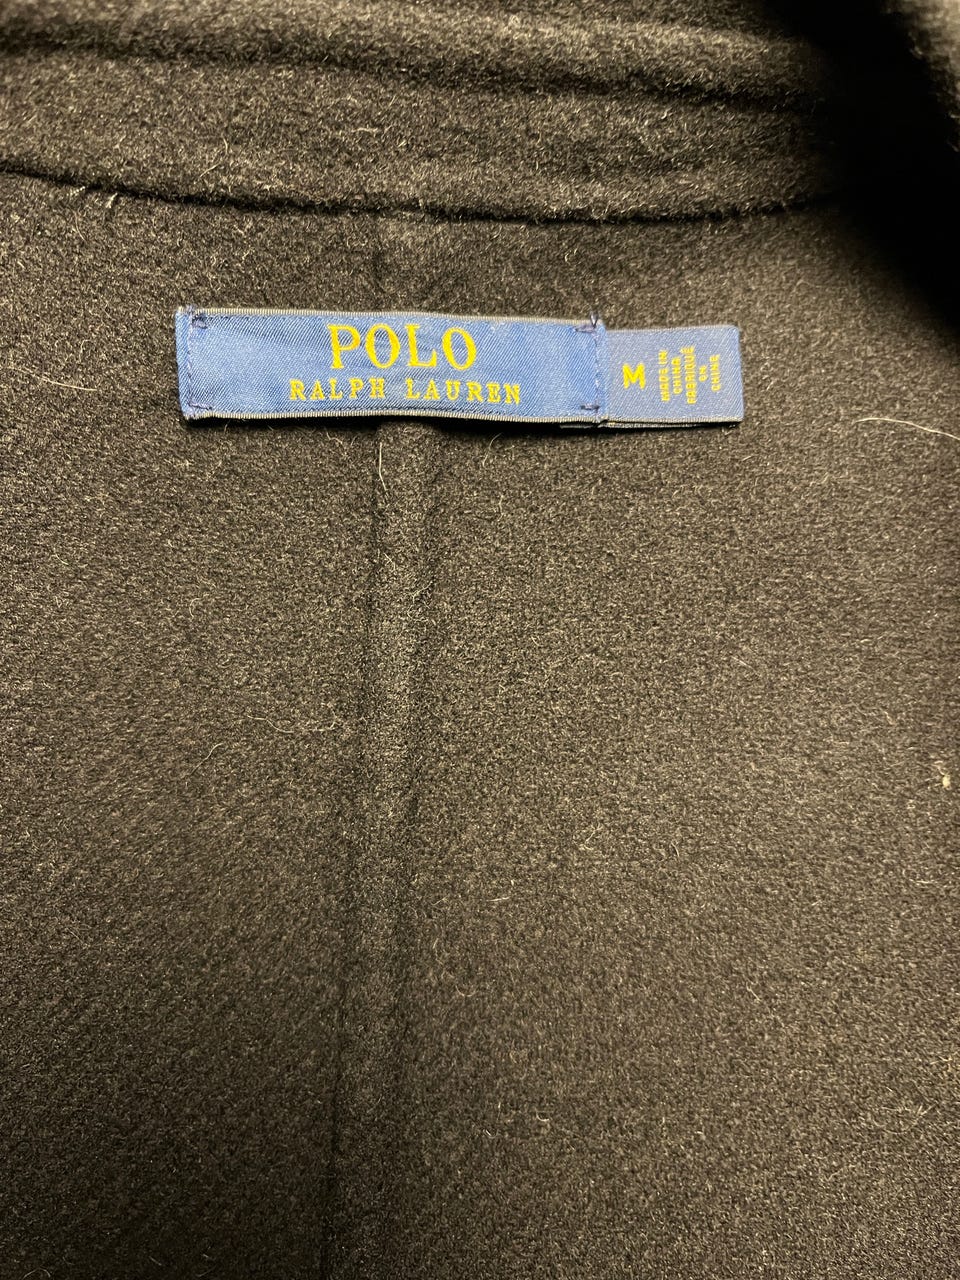 POLO
RALPH LAUREN
M
MADE IN
CHINA
FABRIQUÉ
EN
CHINE